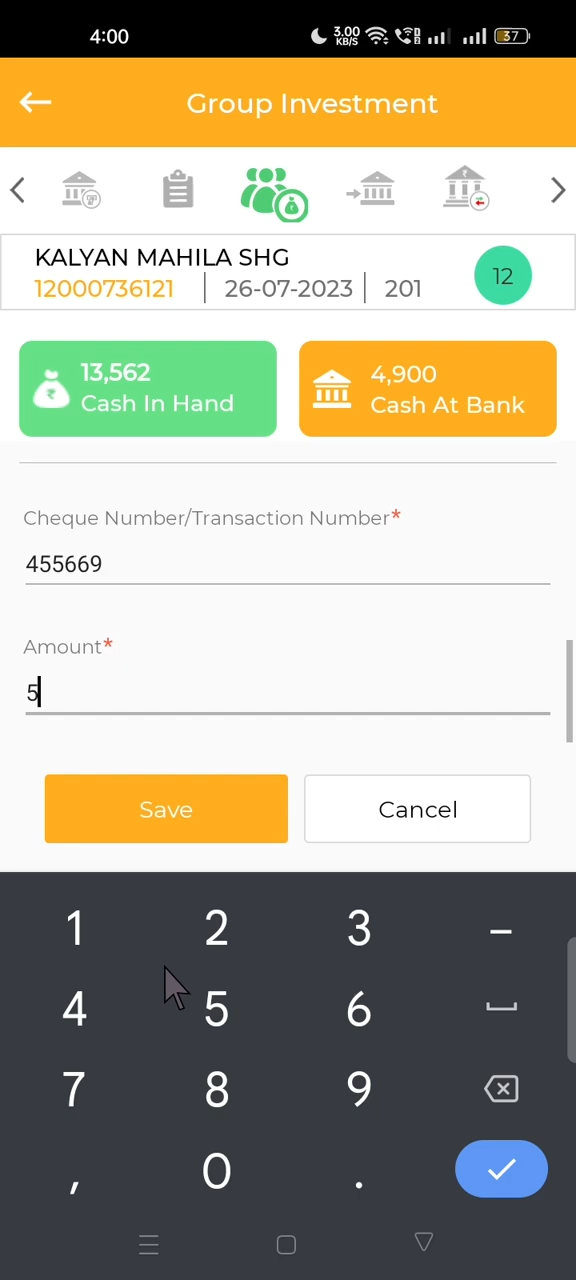 4:00
3.00
KB/S
37
Group Investment
KALYAN MAHILA SHG
12000736121 | 26-07-2023 | 201
12
13,562
Cash In Hand
4,900
Cash At Bank
Cheque Number/Transaction Number*
455669
Amount*
5
Save
Cancel
1 2 3 –
4 5 6
7 8 9
, 0 .